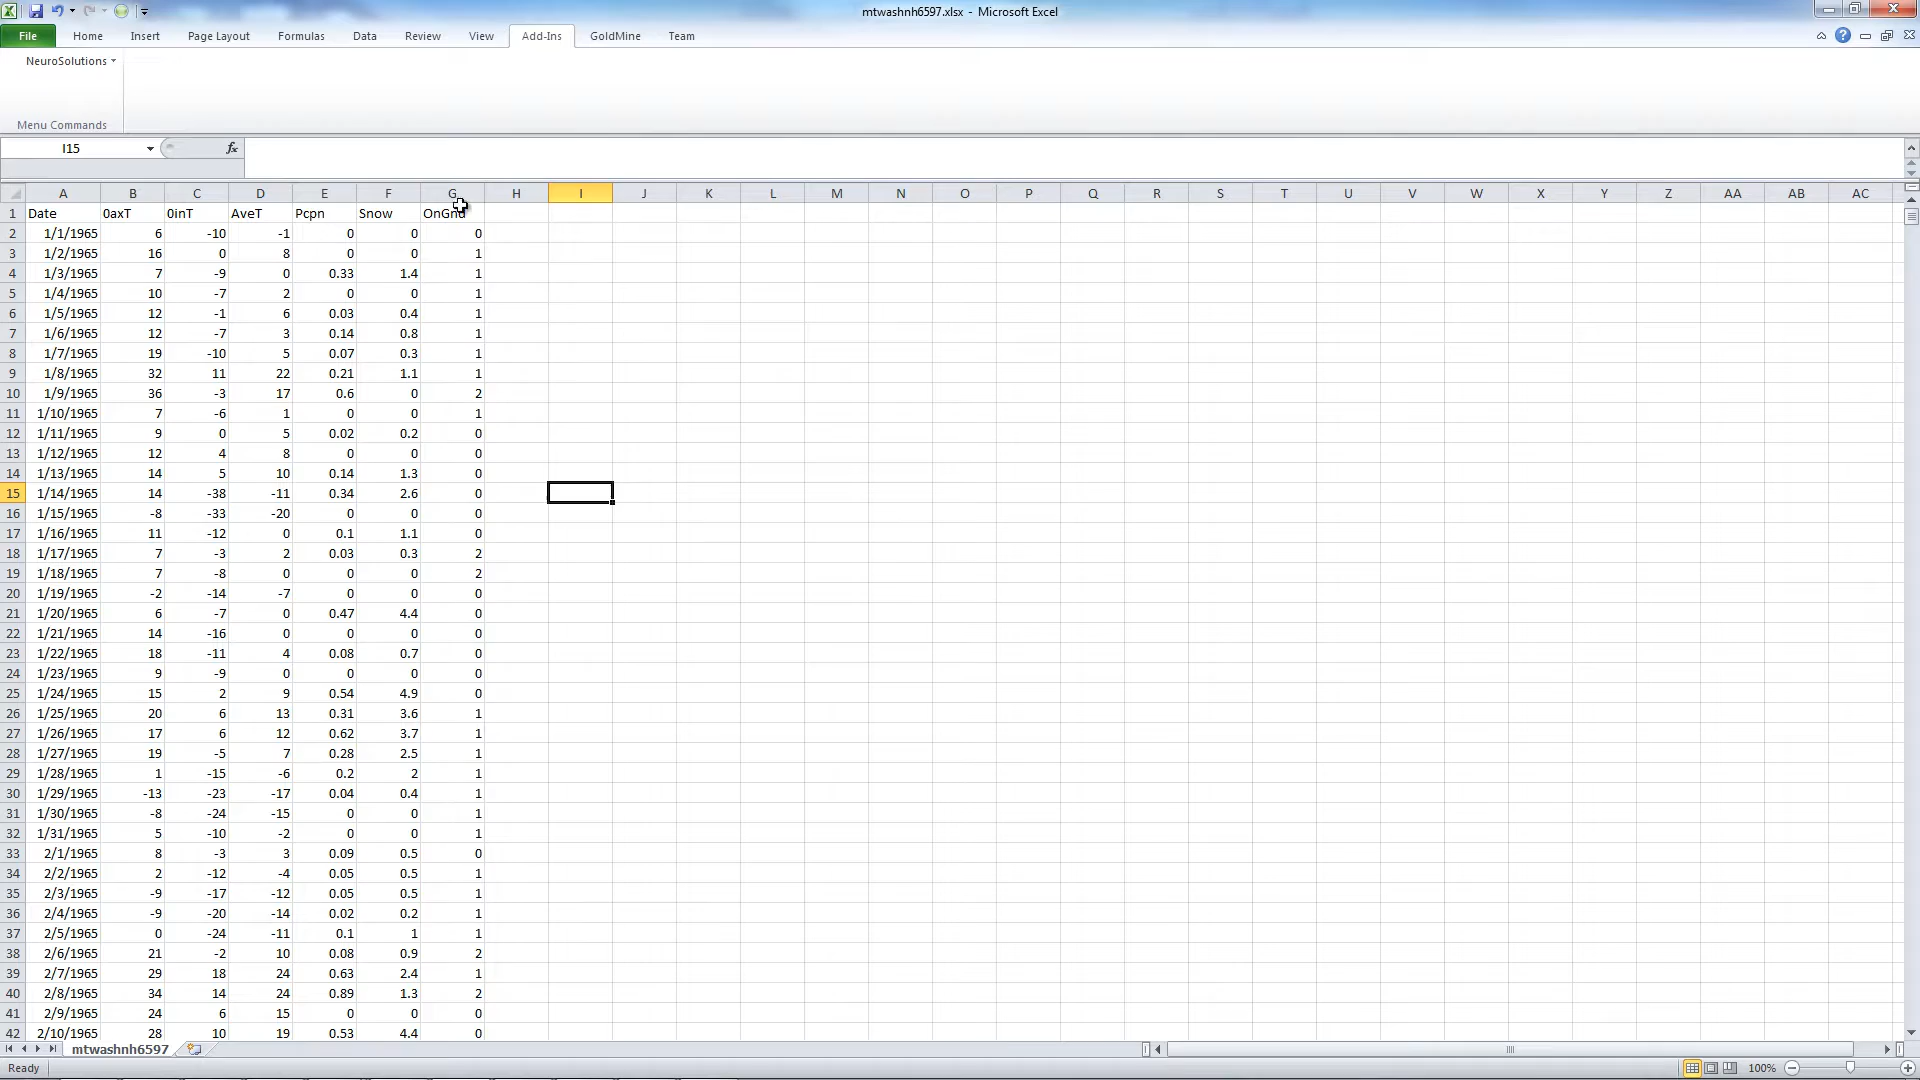 mtwashnh6597.xlsx - Microsoft Excel
File Home Insert Page Layout Formulas Data Review View Add-Ins GoldMine Team
NeuroSolutions
Menu Commands
I15 fx
A B C D E F G H I J K L M N O P Q R S T U V W X Y Z AA AB AC
1 Date 0axT 0inT AveT Pcpn Snow OnGnd
2 1/1/1965 6 -10 -1 0 0 0
3 1/2/1965 16 0 8 0 0 1
4 1/3/1965 7 -9 0 0.33 1.4 1
5 1/4/1965 10 -7 2 0 0 1
6 1/5/1965 12 -1 6 0.03 0.4 1
7 1/6/1965 12 -7 3 0.14 0.8 1
8 1/7/1965 19 -10 5 0.07 0.3 1
9 1/8/1965 32 11 22 0.21 1.1 1
10 1/9/1965 36 -3 17 0.6 0 2
11 1/10/1965 7 -6 1 0 0 1
12 1/11/1965 9 0 5 0.02 0.2 0
13 1/12/1965 12 4 8 0 0 0
14 1/13/1965 14 5 10 0.14 1.3 0
15 1/14/1965 14 -38 -11 0.34 2.6 0
16 1/15/1965 -8 -33 -20 0 0 0
17 1/16/1965 11 -12 0 0.1 1.1 0
18 1/17/1965 7 -3 2 0.03 0.3 2
19 1/18/1965 7 -8 0 0 0 2
20 1/19/1965 -2 -14 -7 0 0 0
21 1/20/1965 6 -7 0 0.47 4.4 0
22 1/21/1965 14 -16 0 0 0 0
23 1/22/1965 18 -11 4 0.08 0.7 0
24 1/23/1965 9 -9 0 0 0 0
25 1/24/1965 15 2 9 0.54 4.9 0
26 1/25/1965 20 6 13 0.31 3.6 1
27 1/26/1965 17 6 12 0.62 3.7 1
28 1/27/1965 19 -5 7 0.28 2.5 1
29 1/28/1965 1 -15 -6 0.2 2 1
30 1/29/1965 -13 -23 -17 0.04 0.4 1
31 1/30/1965 -8 -24 -15 0 0 1
32 1/31/1965 5 -10 -2 0 0 1
33 2/1/1965 8 -3 3 0.09 0.5 0
34 2/2/1965 2 -12 -4 0.05 0.5 1
35 2/3/1965 -9 -17 -12 0.05 0.5 1
36 2/4/1965 -9 -20 -14 0.02 0.2 1
37 2/5/1965 0 -24 -11 0.1 1 1
38 2/6/1965 21 -2 10 0.08 0.9 2
39 2/7/1965 29 18 24 0.63 2.4 1
40 2/8/1965 34 14 24 0.89 1.3 2
41 2/9/1965 24 6 15 0 0 0
42 2/10/1965 28 10 19 0.53 4.4 0
mtwashnh6597
Ready 100%